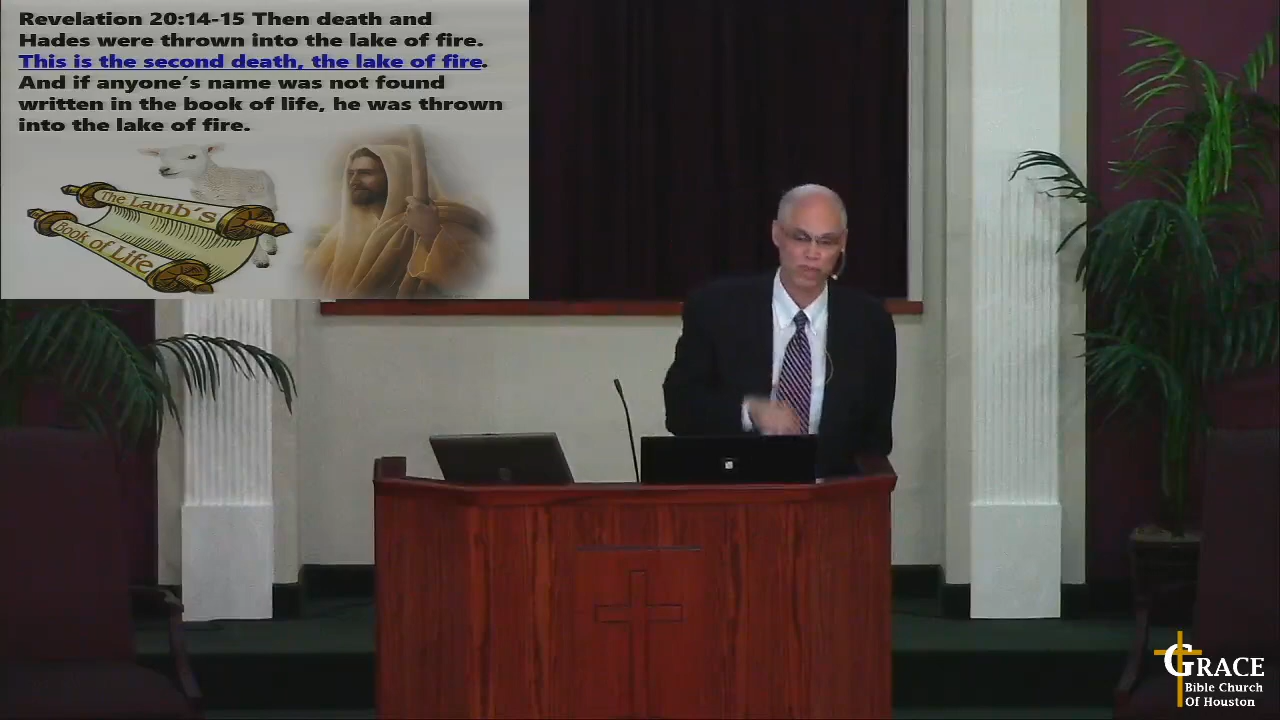 Revelation 20:14-15 Then death and
Hades were thrown into the lake of fire.
This is the second death, the lake of fire.
And if anyone's name was not found
written in the book of life, he was thrown
into the lake of fire.
The Lamb's
Book of Life
GRACE
Bible Church
Of Houston